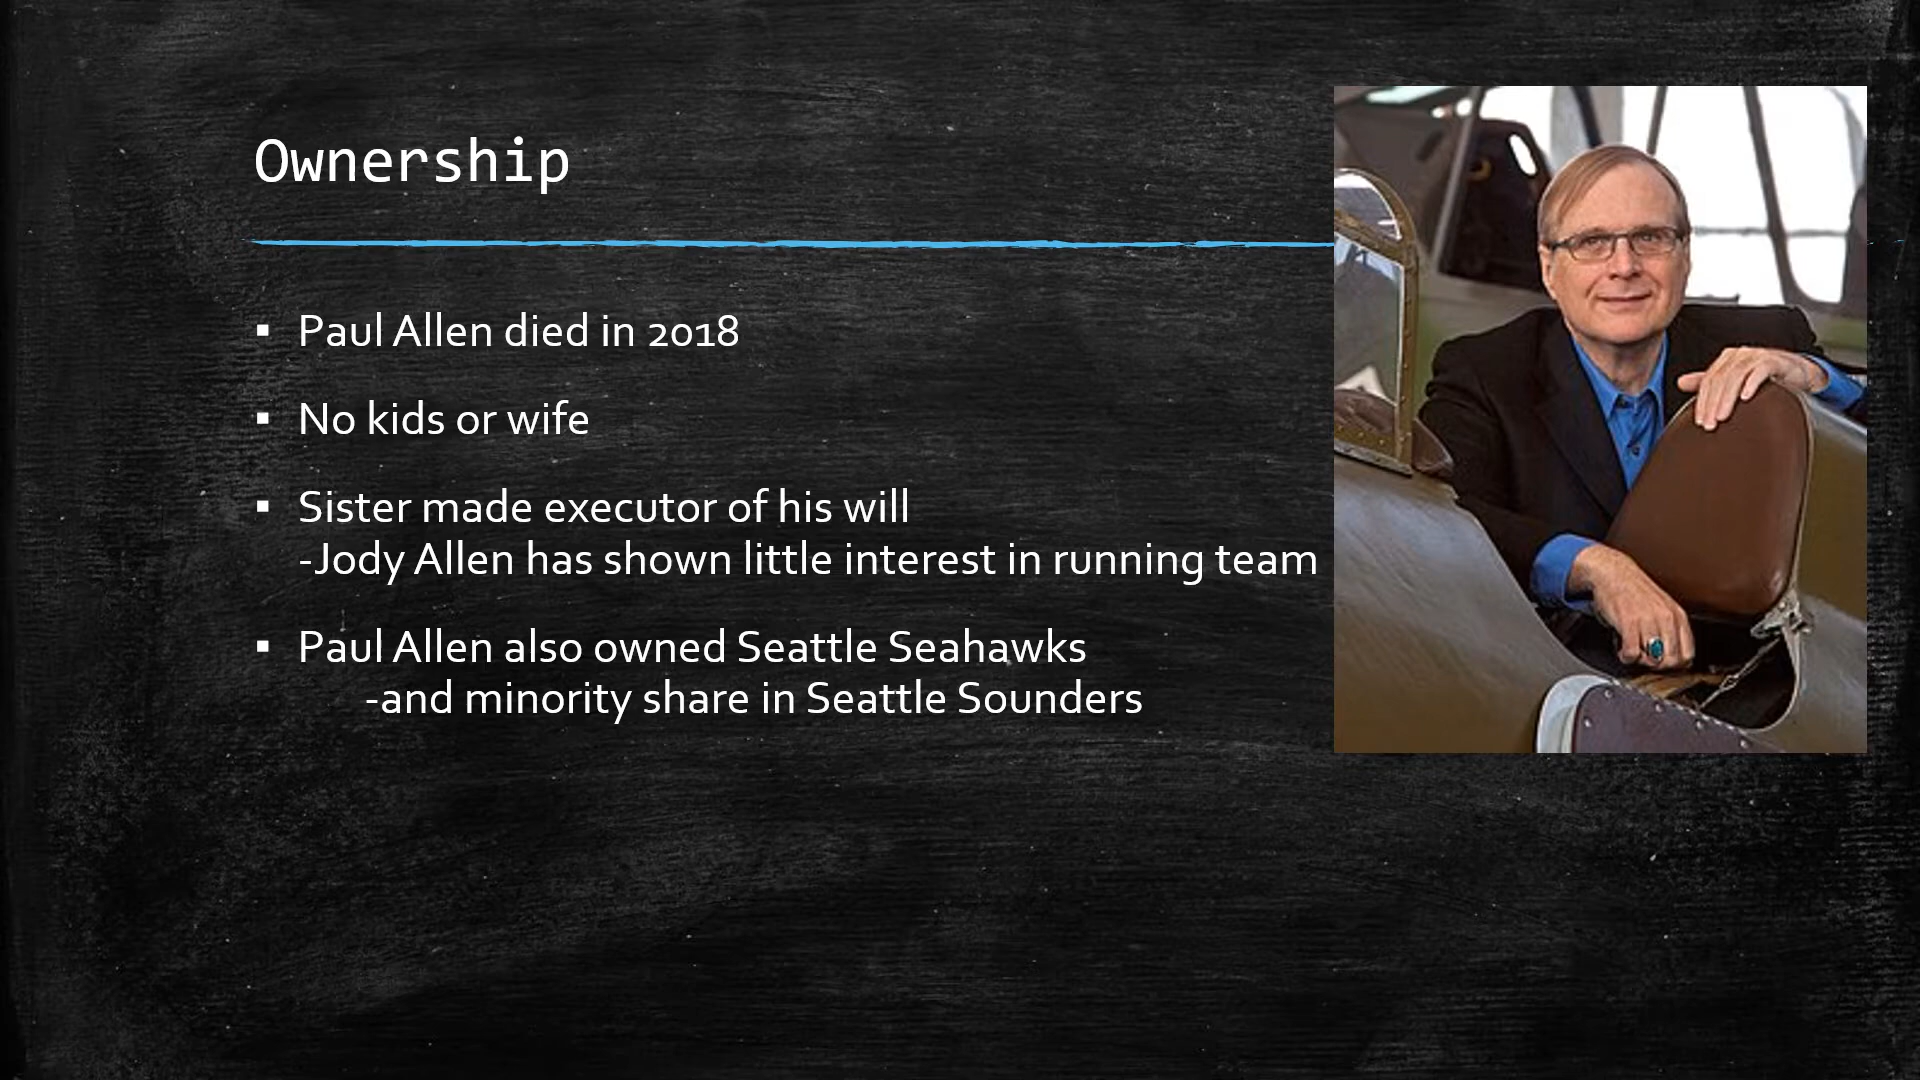 Ownership
▪ Paul Allen died in 2018
▪ No kids or wife
▪ Sister made executor of his will
-Jody Allen has shown little interest in running team
▪ Paul Allen also owned Seattle Seahawks
-and minority share in Seattle Sounders